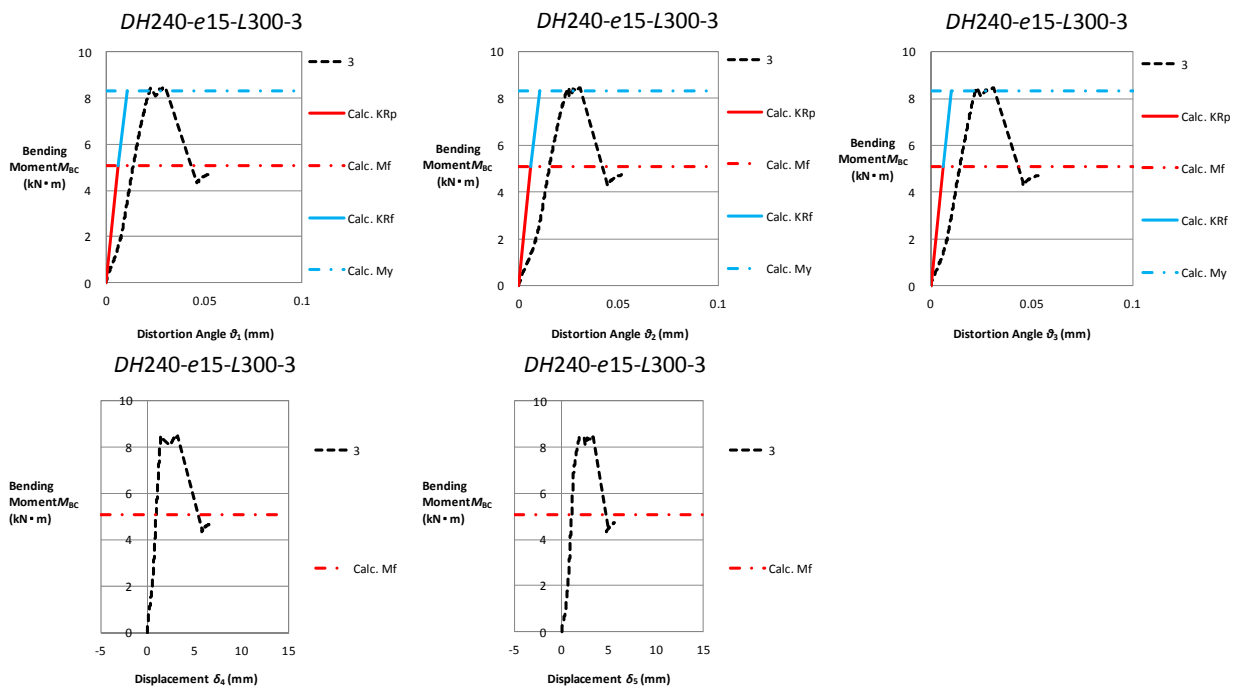 DH240-e15-L300-3
10
8
6
4
2
0
0
0.05
0.1
Bending
MomentMBC
(kN・m)
Distortion Angle ϑ1 (mm)
3
Calc. KRp
Calc. Mf
Calc. KRf
Calc. My
DH240-e15-L300-3
10
8
6
4
2
0
0
0.05
0.1
Bending
MomentMBC
(kN・m)
Distortion Angle ϑ2 (mm)
3
Calc. KRp
Calc. Mf
Calc. KRf
Calc. My
DH240-e15-L300-3
10
8
6
4
2
0
0
0.05
0.1
Bending
MomentMBC
(kN・m)
Distortion Angle ϑ3 (mm)
3
Calc. KRp
Calc. Mf
Calc. KRf
Calc. My
DH240-e15-L300-3
10
8
6
4
2
0
-5
0
5
10
15
Bending
MomentMBC
(kN・m)
Displacement δ4 (mm)
3
Calc. Mf
DH240-e15-L300-3
10
8
6
4
2
0
-5
0
5
10
15
Bending
MomentMBC
(kN・m)
Displacement δ5 (mm)
3
Calc. Mf